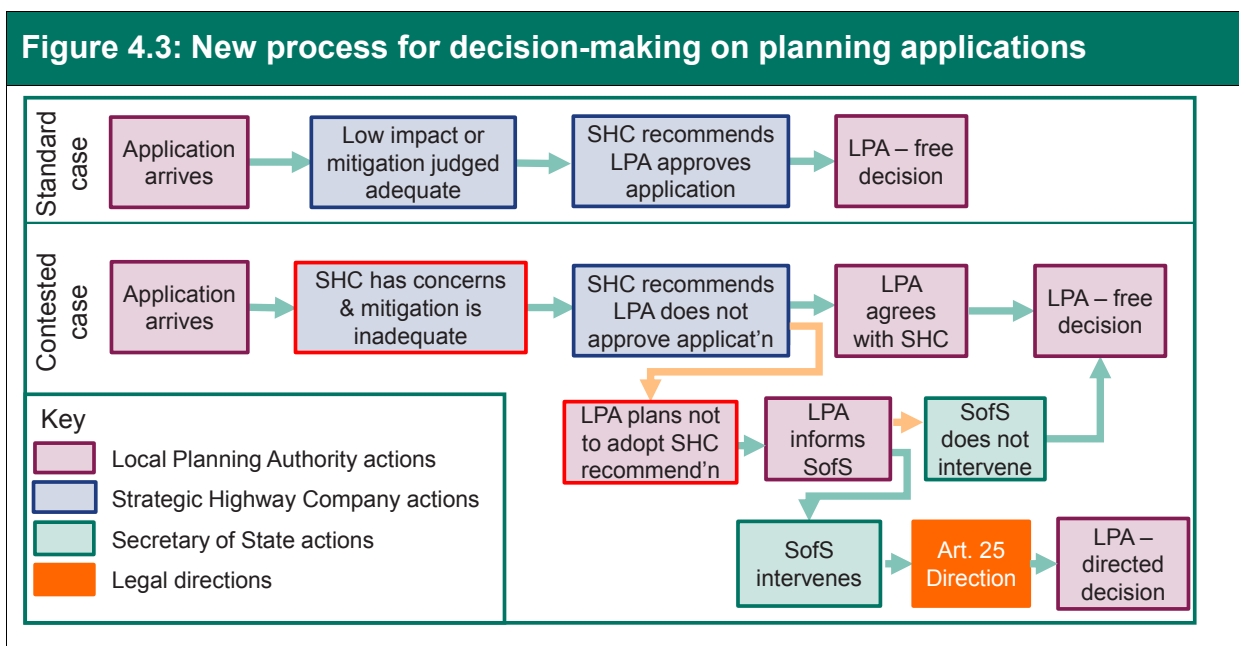 Figure 4.3: New process for decision-making on planning applications
Standard
case
Application
arrives
Low impact or
mitigation judged
adequate
SHC recommends
LPA approves
application
LPA – free
decision
Contested
case
Application
arrives
SHC has concerns
& mitigation is
inadequate
SHC recommends
LPA does not
approve applicat'n
LPA
agrees
with SHC
LPA – free
decision
LPA plans not
to adopt SHC
recommend'n
LPA
informs
SofS
SofS
does not
intervene
SofS
intervenes
Art. 25
Direction
LPA –
directed
decision
Key
Local Planning Authority actions
Strategic Highway Company actions
Secretary of State actions
Legal directions